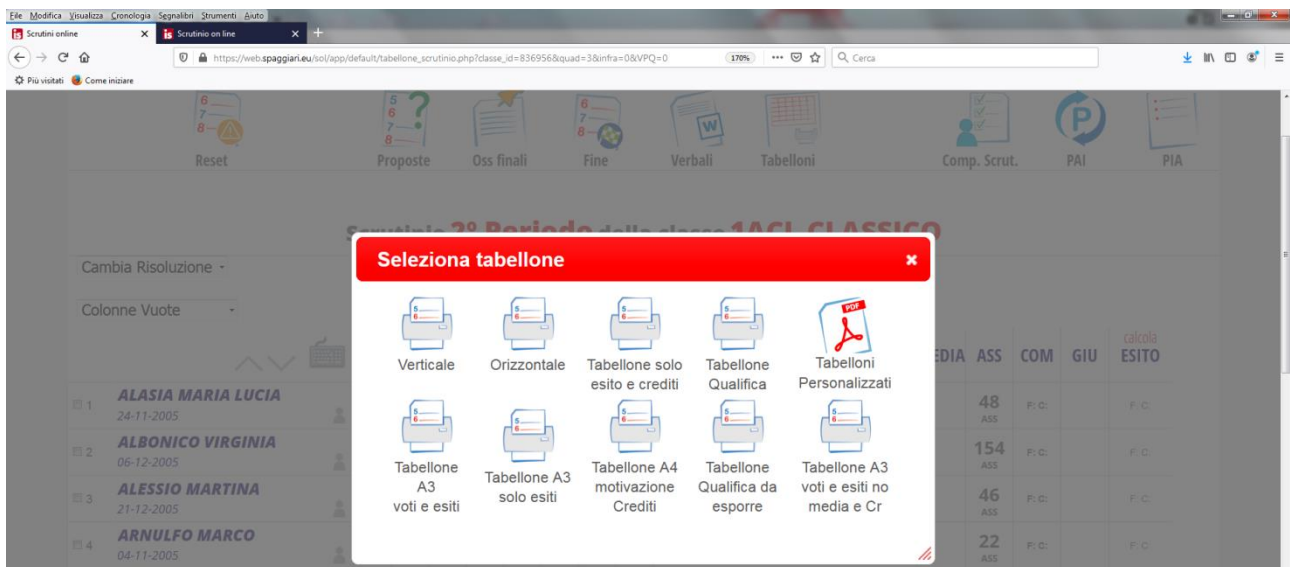 File Modifica Visualizza Cronologia Segnalibri Strumenti Aiuto
Scrutini online
Scrutinio on line
https://web.spaggiari.eu/sol/app/default/tabellone_scrutinio.php?classe_id=836956&quad=3&infra=0&VPQ=0
170%
Cerca
Più visitati
Come iniziare
Reset
Proposte
Oss finali
Fine
Verbali
Tabelloni
Comp. Scrut.
PAI
PIA
Scrutinio 2° Periodo della classe 1ACL CLASSICO
Cambia Risoluzione
Colonne Vuote
Seleziona tabellone
Verticale
Orizzontale
Tabellone solo
esito e crediti
Tabellone
Qualifica
PDF
Tabelloni
Personalizzati
Tabellone
A3
voti e esiti
Tabellone A3
solo esiti
Tabellone A4
motivazione
Crediti
Tabellone
Qualifica da
esporre
Tabellone A3
voti e esiti no
media e Cr
EDIA ASS COM GIU calcola
ESITO
1 ALASIA MARIA LUCIA
24-11-2005
48
ASS
F: C:
F: C:
2 ALBONICO VIRGINIA
06-12-2005
154
ASS
F: C:
F: C:
3 ALESSIO MARTINA
21-12-2005
46
ASS
F: C:
F: C:
4 ARNULFO MARCO
04-11-2005
22
ASS
F: C:
F: C: